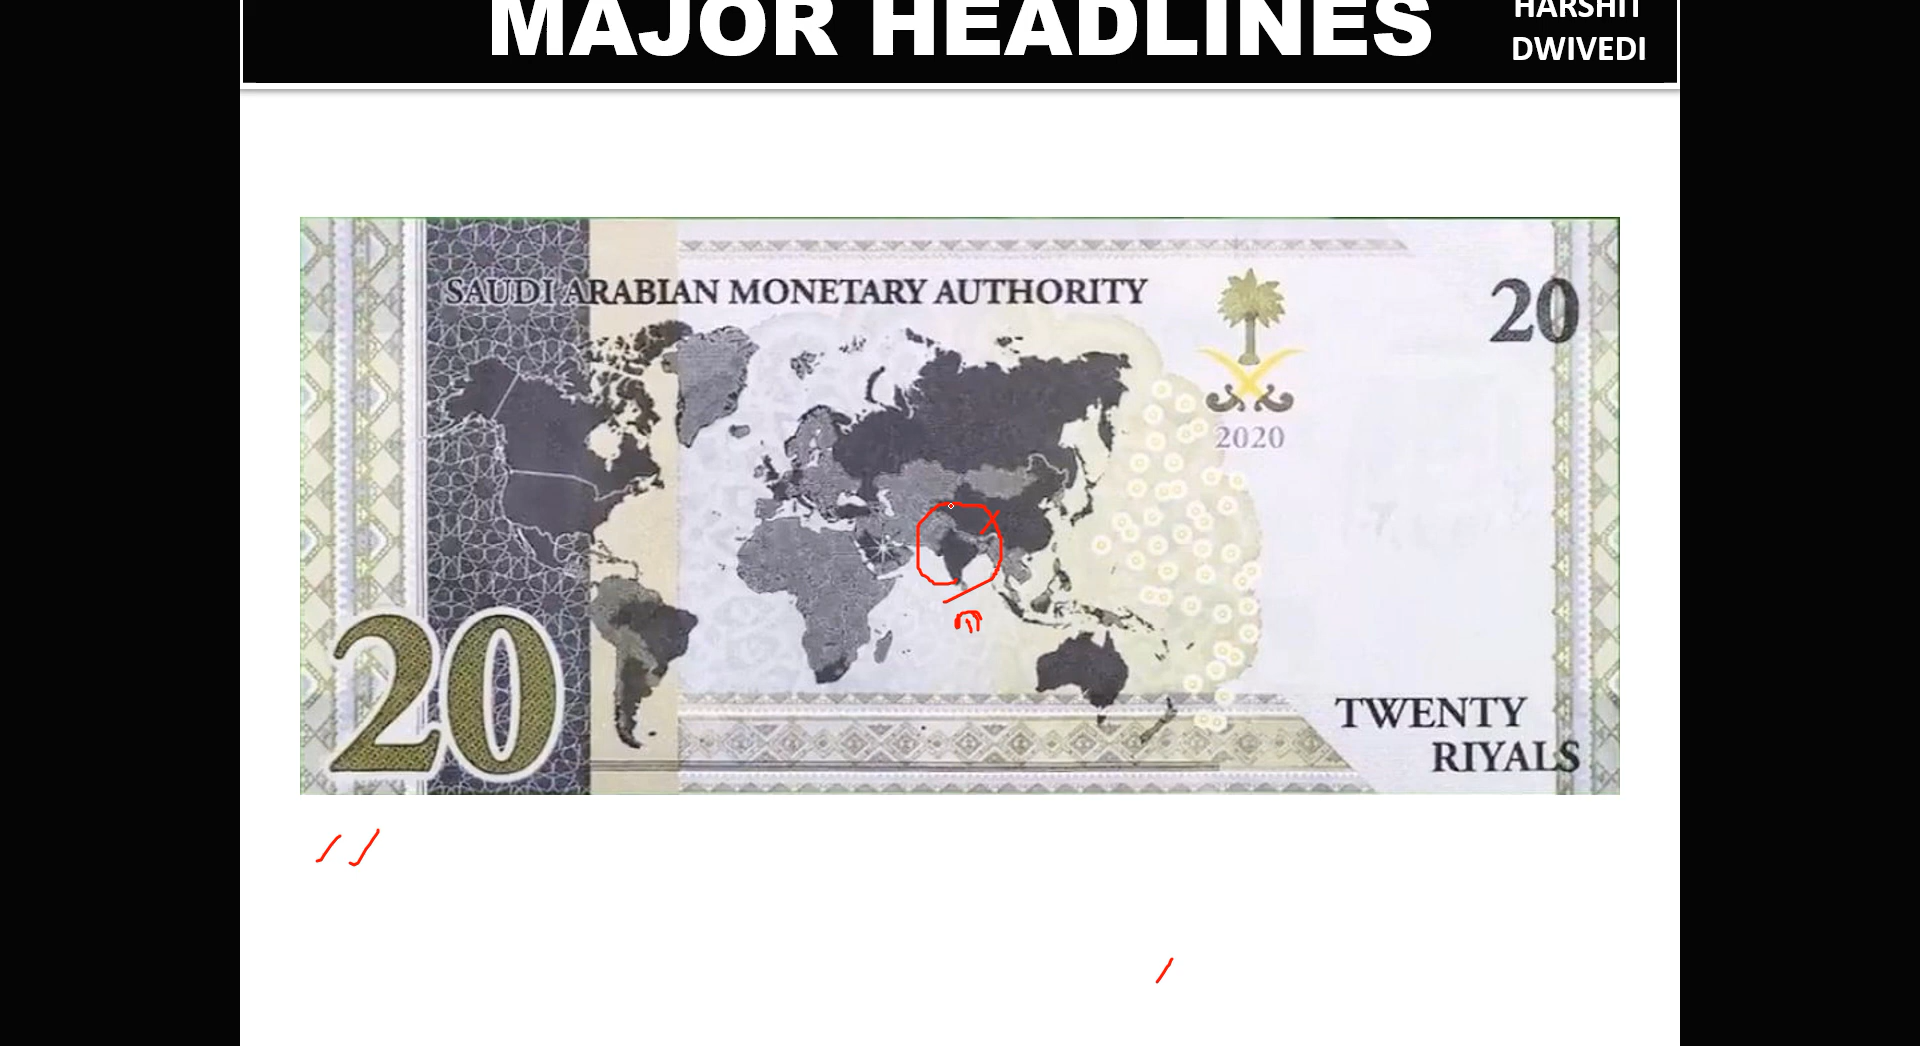 MAJOR HEADLINES
HARSHIT
DWIVEDI
SAUDI ARABIAN MONETARY AUTHORITY
20
2020
20
TWENTY
RIYALS